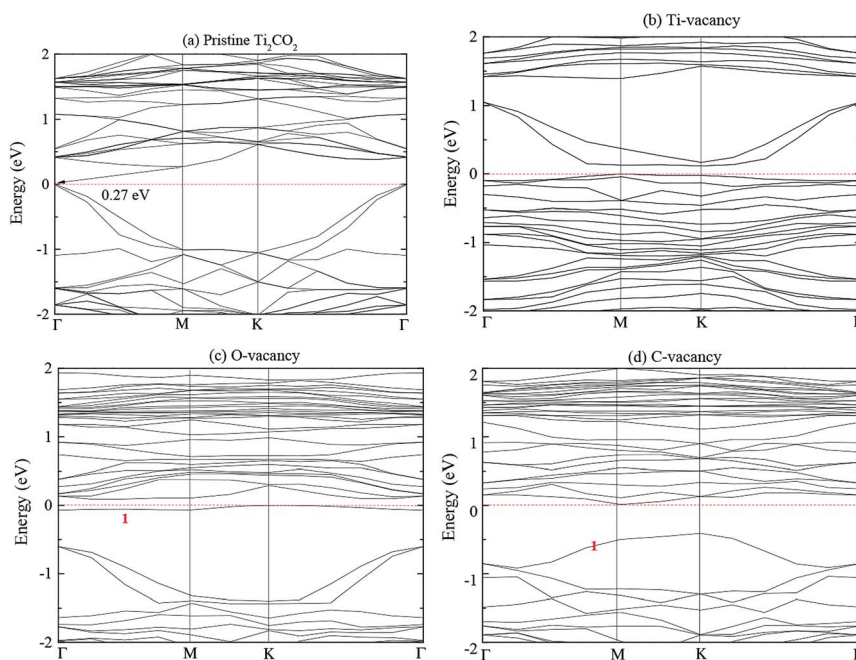 (a) Pristine Ti₂CO₂
Energy (eV)
2
1
0
-1
-2
0.27 eV
Γ M K Γ
(b) Ti-vacancy
Energy (eV)
2
1
0
-1
-2
Γ M K
(c) O-vacancy
Energy (eV)
2
1
0
-1
-2
1
Γ M K Γ
(d) C-vacancy
Energy (eV)
2
1
0
-1
-2
1
Γ M K